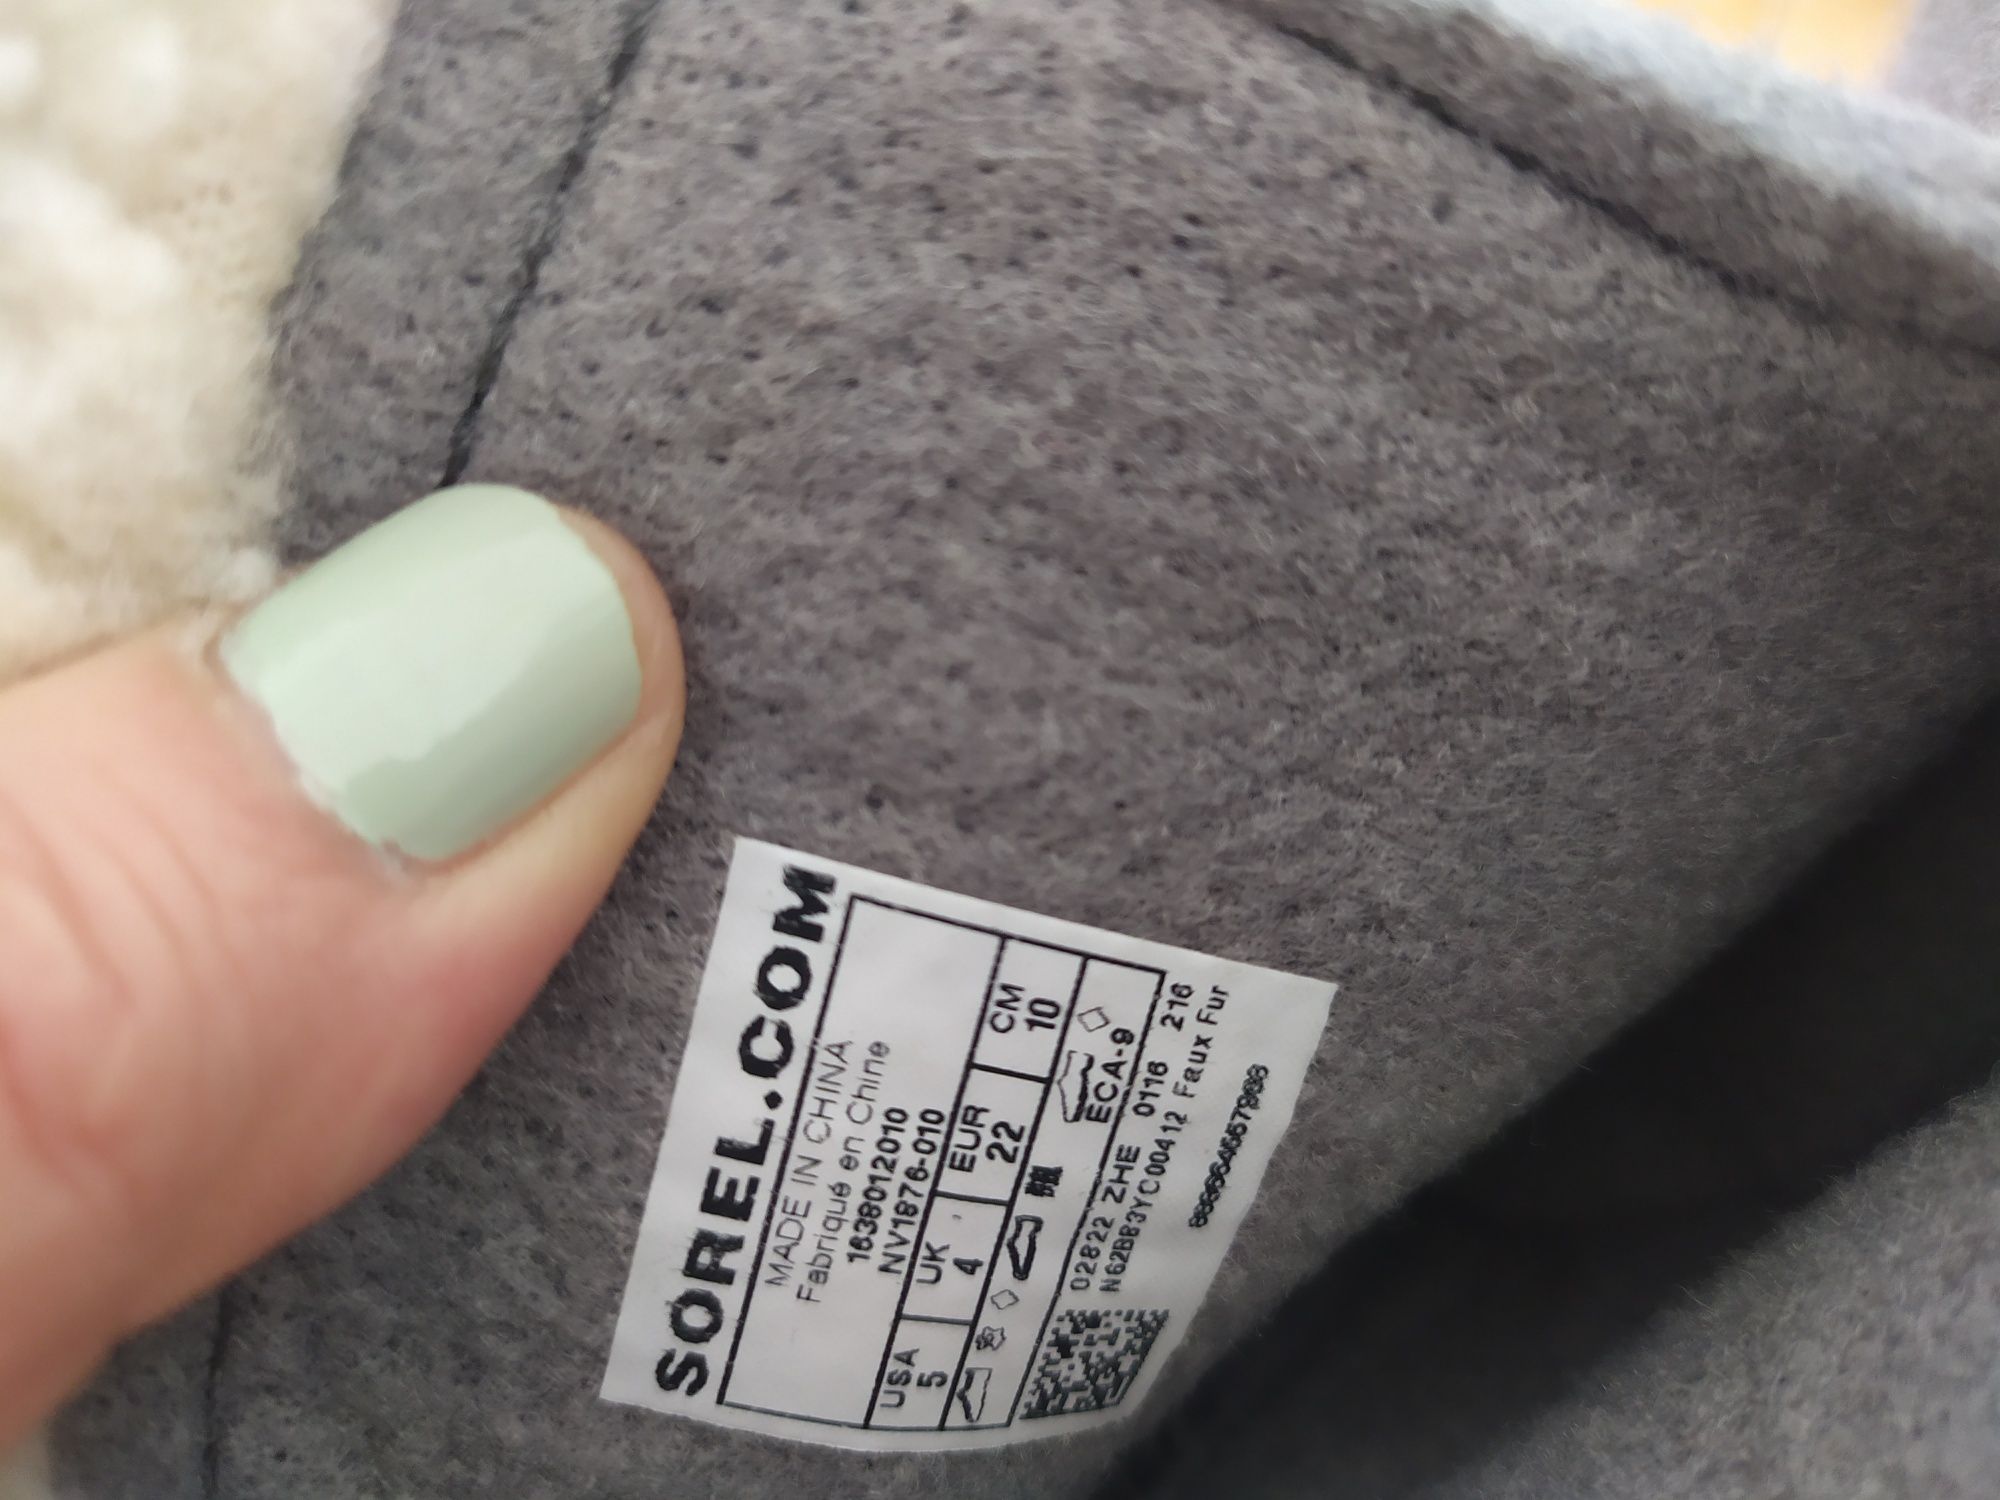 SOREL.COM
MADE IN CHINA
Fabriqué en Chine
1638012010
NV1876-010
USA UK EUR CM
5 4 22 10
ECA-9
02822 ZHE 0116 216
N62BB3YC00412 Faux Fur